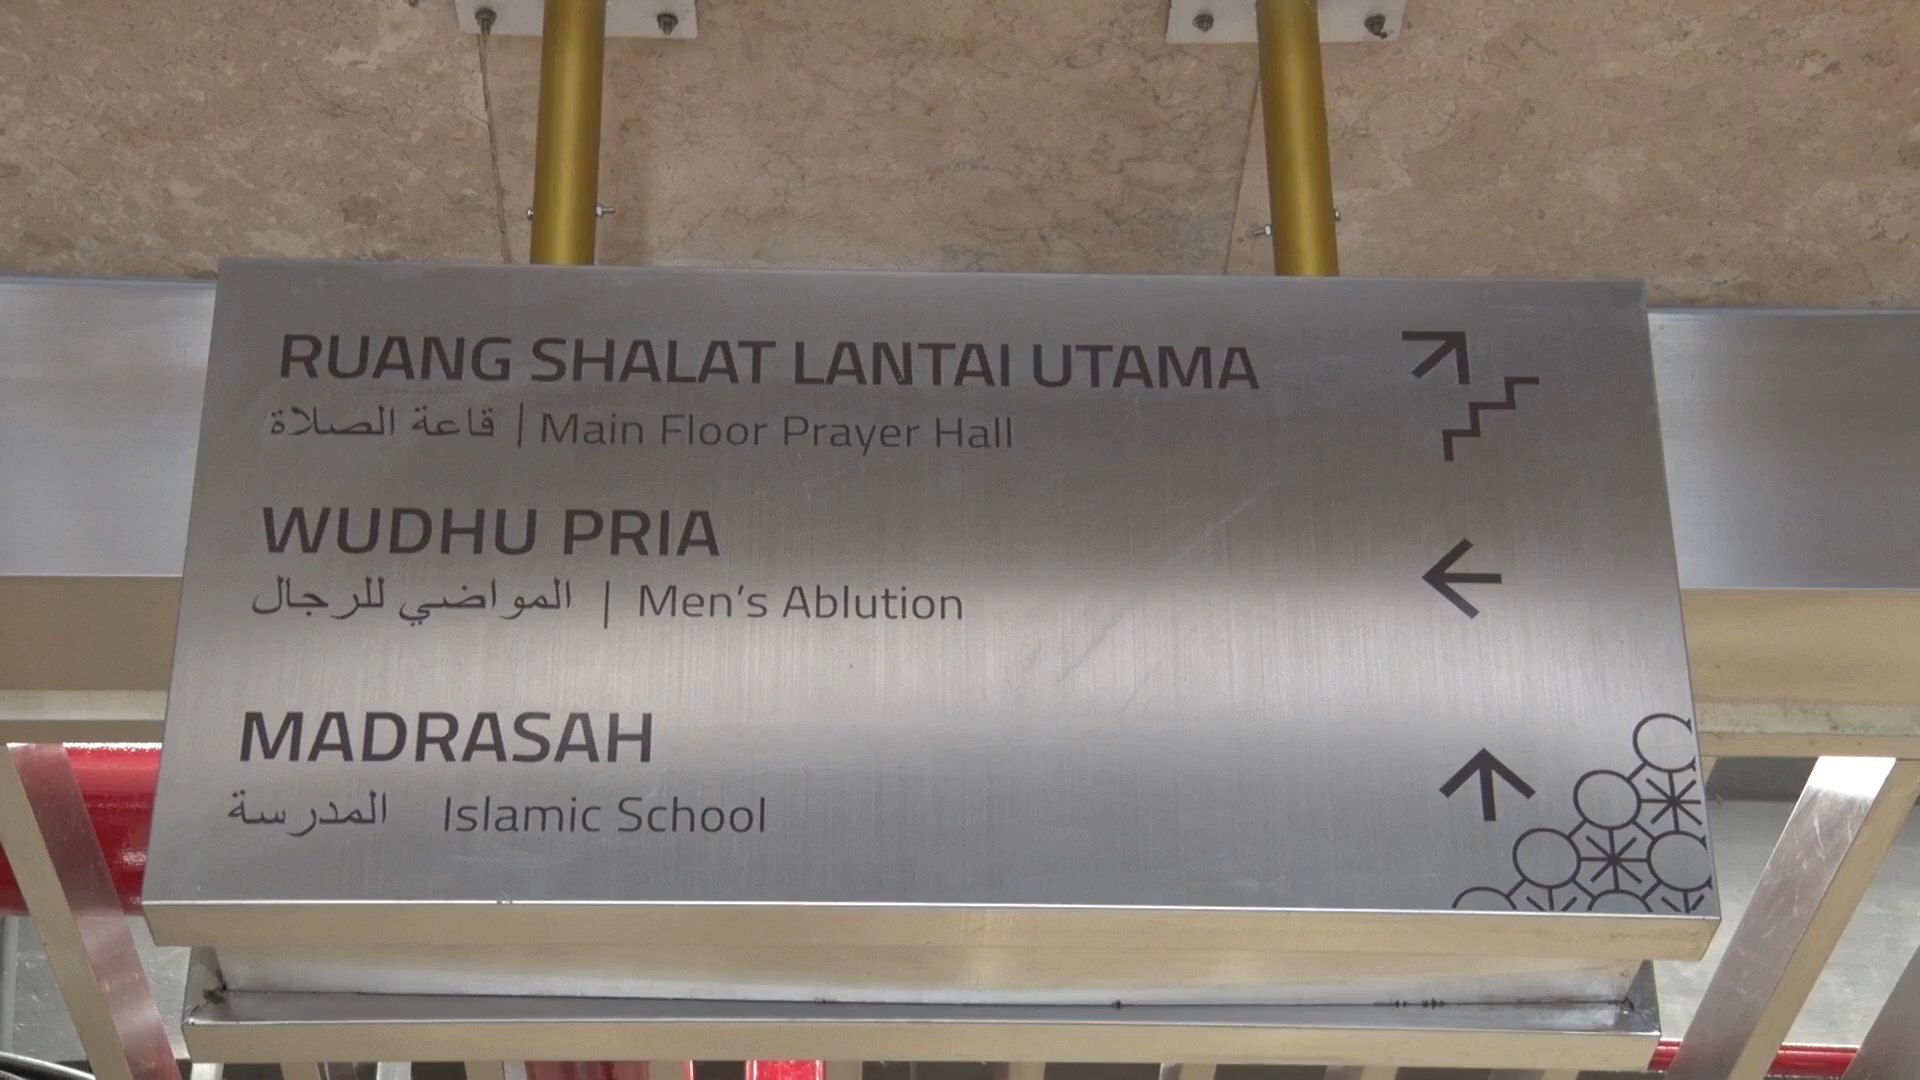 RUANG SHALAT LANTAI UTAMA
قاعة الصلاة | Main Floor Prayer Hall
WUDHU PRIA
المواضي للرجال | Men's Ablution
MADRASAH
المدرسة Islamic School